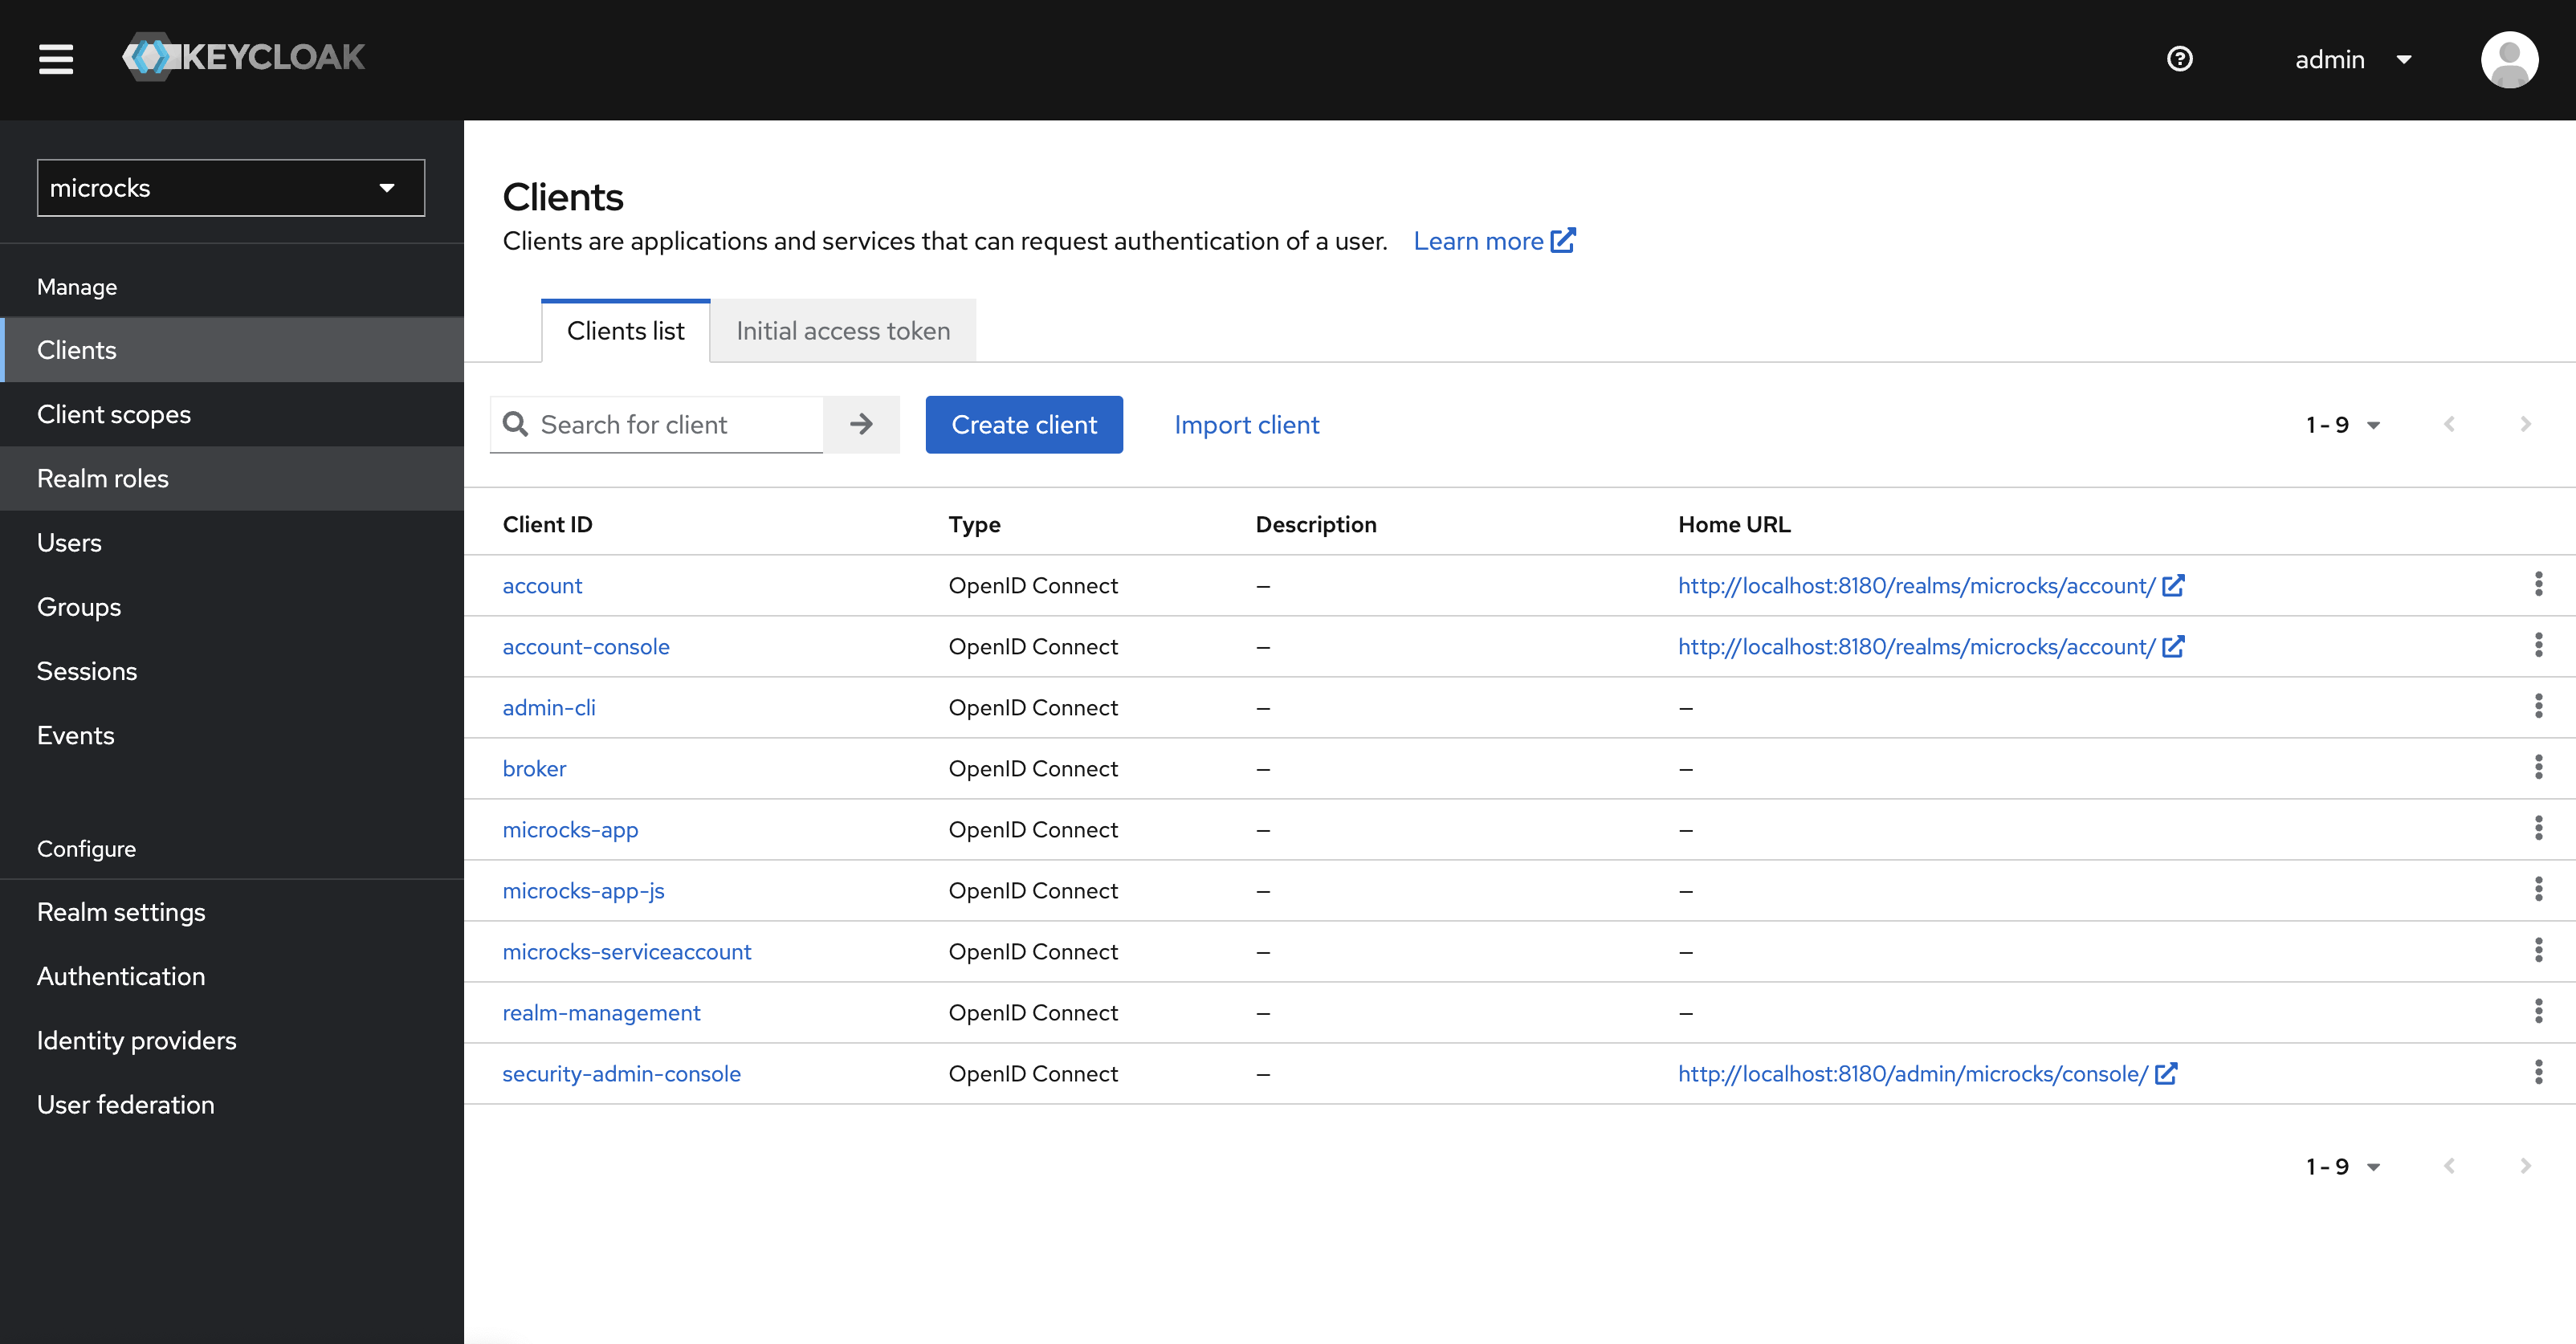 KEYCLOAK
admin
microcks
Manage
Clients
Client scopes
Realm roles
Users
Groups
Sessions
Events
Configure
Realm settings
Authentication
Identity providers
User federation
Clients
Clients are applications and services that can request authentication of a user. Learn more
Clients list Initial access token
Search for client Create client Import client 1 - 9
Client ID Type Description Home URL
account OpenID Connect – http://localhost:8180/realms/microcks/account/
account-console OpenID Connect – http://localhost:8180/realms/microcks/account/
admin-cli OpenID Connect – –
broker OpenID Connect – –
microcks-app OpenID Connect – –
microcks-app-js OpenID Connect – –
microcks-serviceaccount OpenID Connect – –
realm-management OpenID Connect – –
security-admin-console OpenID Connect – http://localhost:8180/admin/microcks/console/
1 - 9